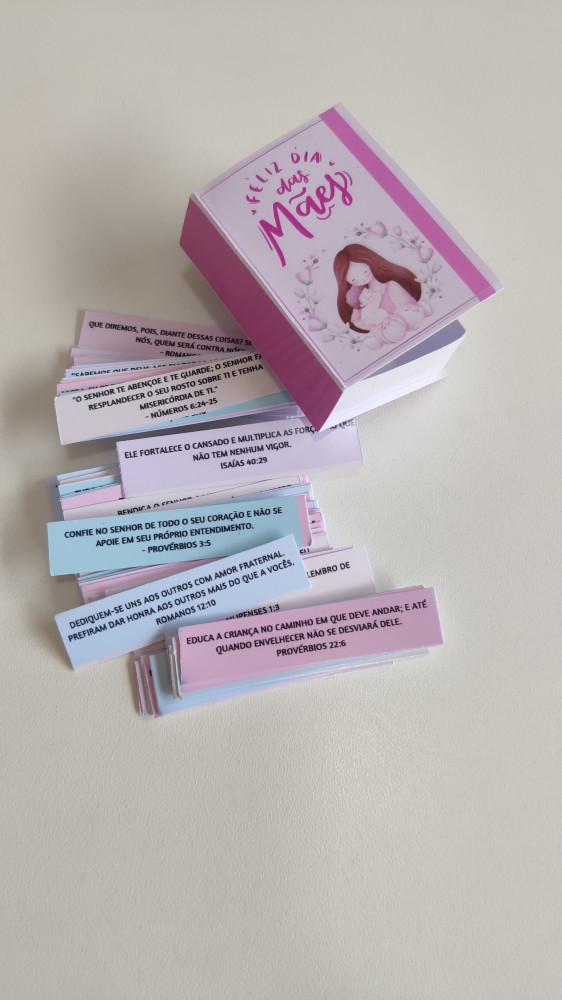 FELIZ DIA
das
Mães
QUE DIREMOS, POIS, DIANTE DESSAS COISAS?
NÓS, QUEM SERÁ CONTRA
"O SENHOR TE ABENÇOE E TE GUARDE; O SENHOR
RESPLANDECER O SEU ROSTO SOBRE TI E TENHA
MISERICÓRDIA DE TI."
- NÚMEROS 6:24-25
ELE FORTALECE O CANSADO E MULTIPLICA AS QUE
NÃO TEM NENHUM VIGOR.
ISAÍAS 40:29
BENDIGA O SENHOR
CONFIE NO SENHOR DE TODO O SEU CORAÇÃO E NÃO SE
APOIE EM SEU PRÓPRIO ENTENDIMENTO.
- PROVÉRBIOS 3:5
DE
1:3
DEDIQUEM-SE UNS AOS OUTROS COM AMOR FRATERNAL.
PREFIRAM DAR HONRA AOS OUTROS MAIS DO QUE A VOCÊS.
ROMANOS 12:10
EDUCA A CRIANÇA NO CAMINHO EM QUE DEVE ANDAR; E ATÉ
QUANDO ENVELHECER NÃO SE DESVIARÁ DELE.
PROVÉRBIOS 22:6